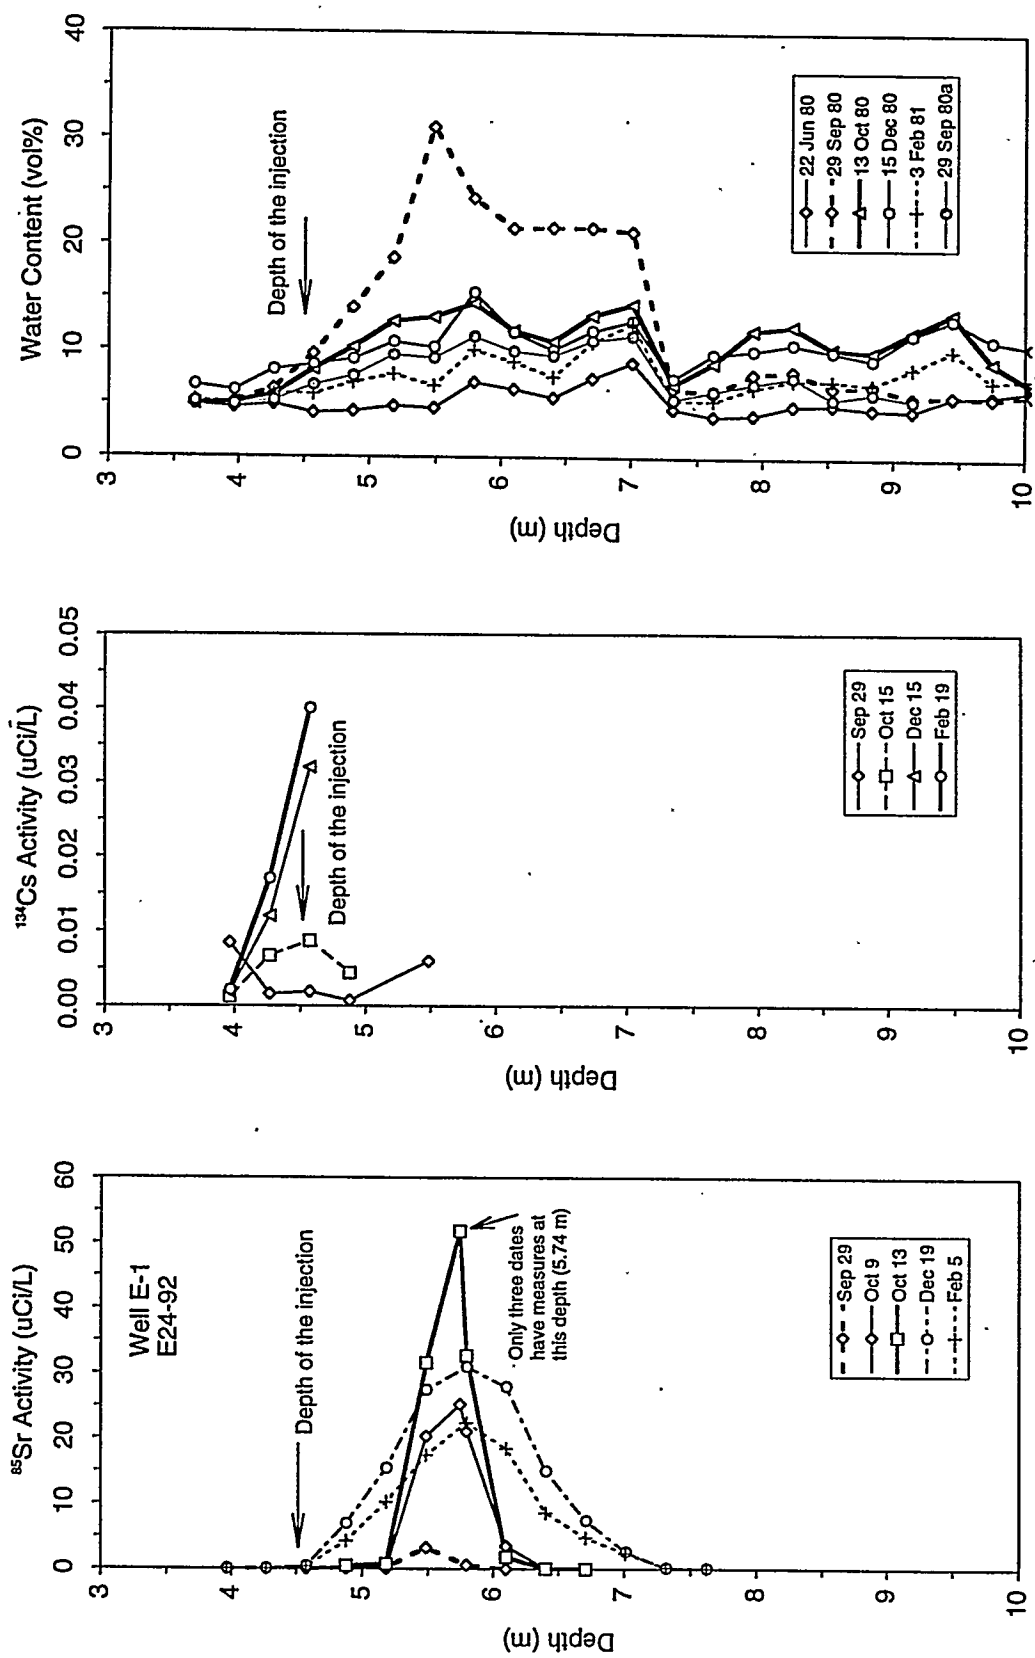 Water Content (vol%)
0
10
20
30
40
3
4
5
6
7
8
9
10
Depth (m)
Depth of the injection
22 Jun 80
29 Sep 80
13 Oct 80
15 Dec 80
3 Feb 81
29 Sep 80a
134Cs Activity (uCi/L)
0.00
0.01
0.02
0.03
0.04
0.05
3
4
5
6
7
8
9
10
Depth (m)
Depth of the injection
Sep 29
Oct 15
Dec 15
Feb 19
85Sr Activity (uCi/L)
0
10
20
30
40
50
60
3
4
5
6
7
8
9
10
Depth (m)
Well E-1
E24-92
Depth of the injection
Only three dates
have measures at
this depth (5.74 m)
Sep 29
Oct 9
Oct 13
Dec 19
Feb 5